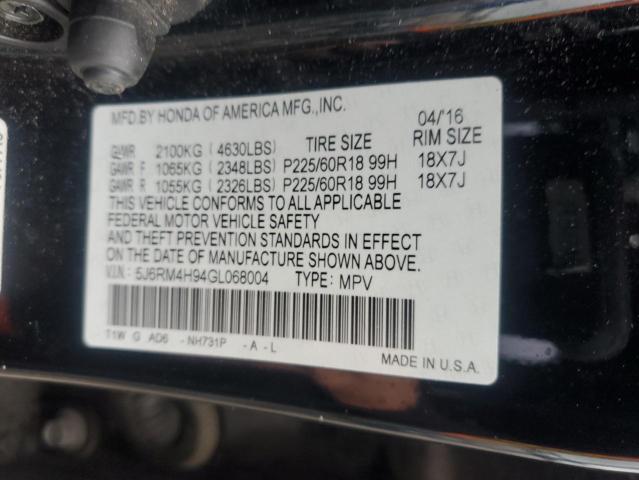 MFD.BY HONDA OF AMERICA MFG.,INC. 04/16
GVWR 2100KG (4630LBS) TIRE SIZE RIM SIZE
GAWR F 1065KG (2348LBS) P225/60R18 99H 18X7J
GAWR R 1055KG (2326LBS) P225/60R18 99H 18X7J
THIS VEHICLE CONFORMS TO ALL APPLICABLE
FEDERAL MOTOR VEHICLE SAFETY
AND THEFT PREVENTION STANDARDS IN EFFECT
ON THE DATE OF MANUFACTURE SHOWN ABOVE.
V.I.N.: 5J6RM4H94GL068004 TYPE: MPV
T1W G AD6 - NH731P - A - L
MADE IN U.S.A.